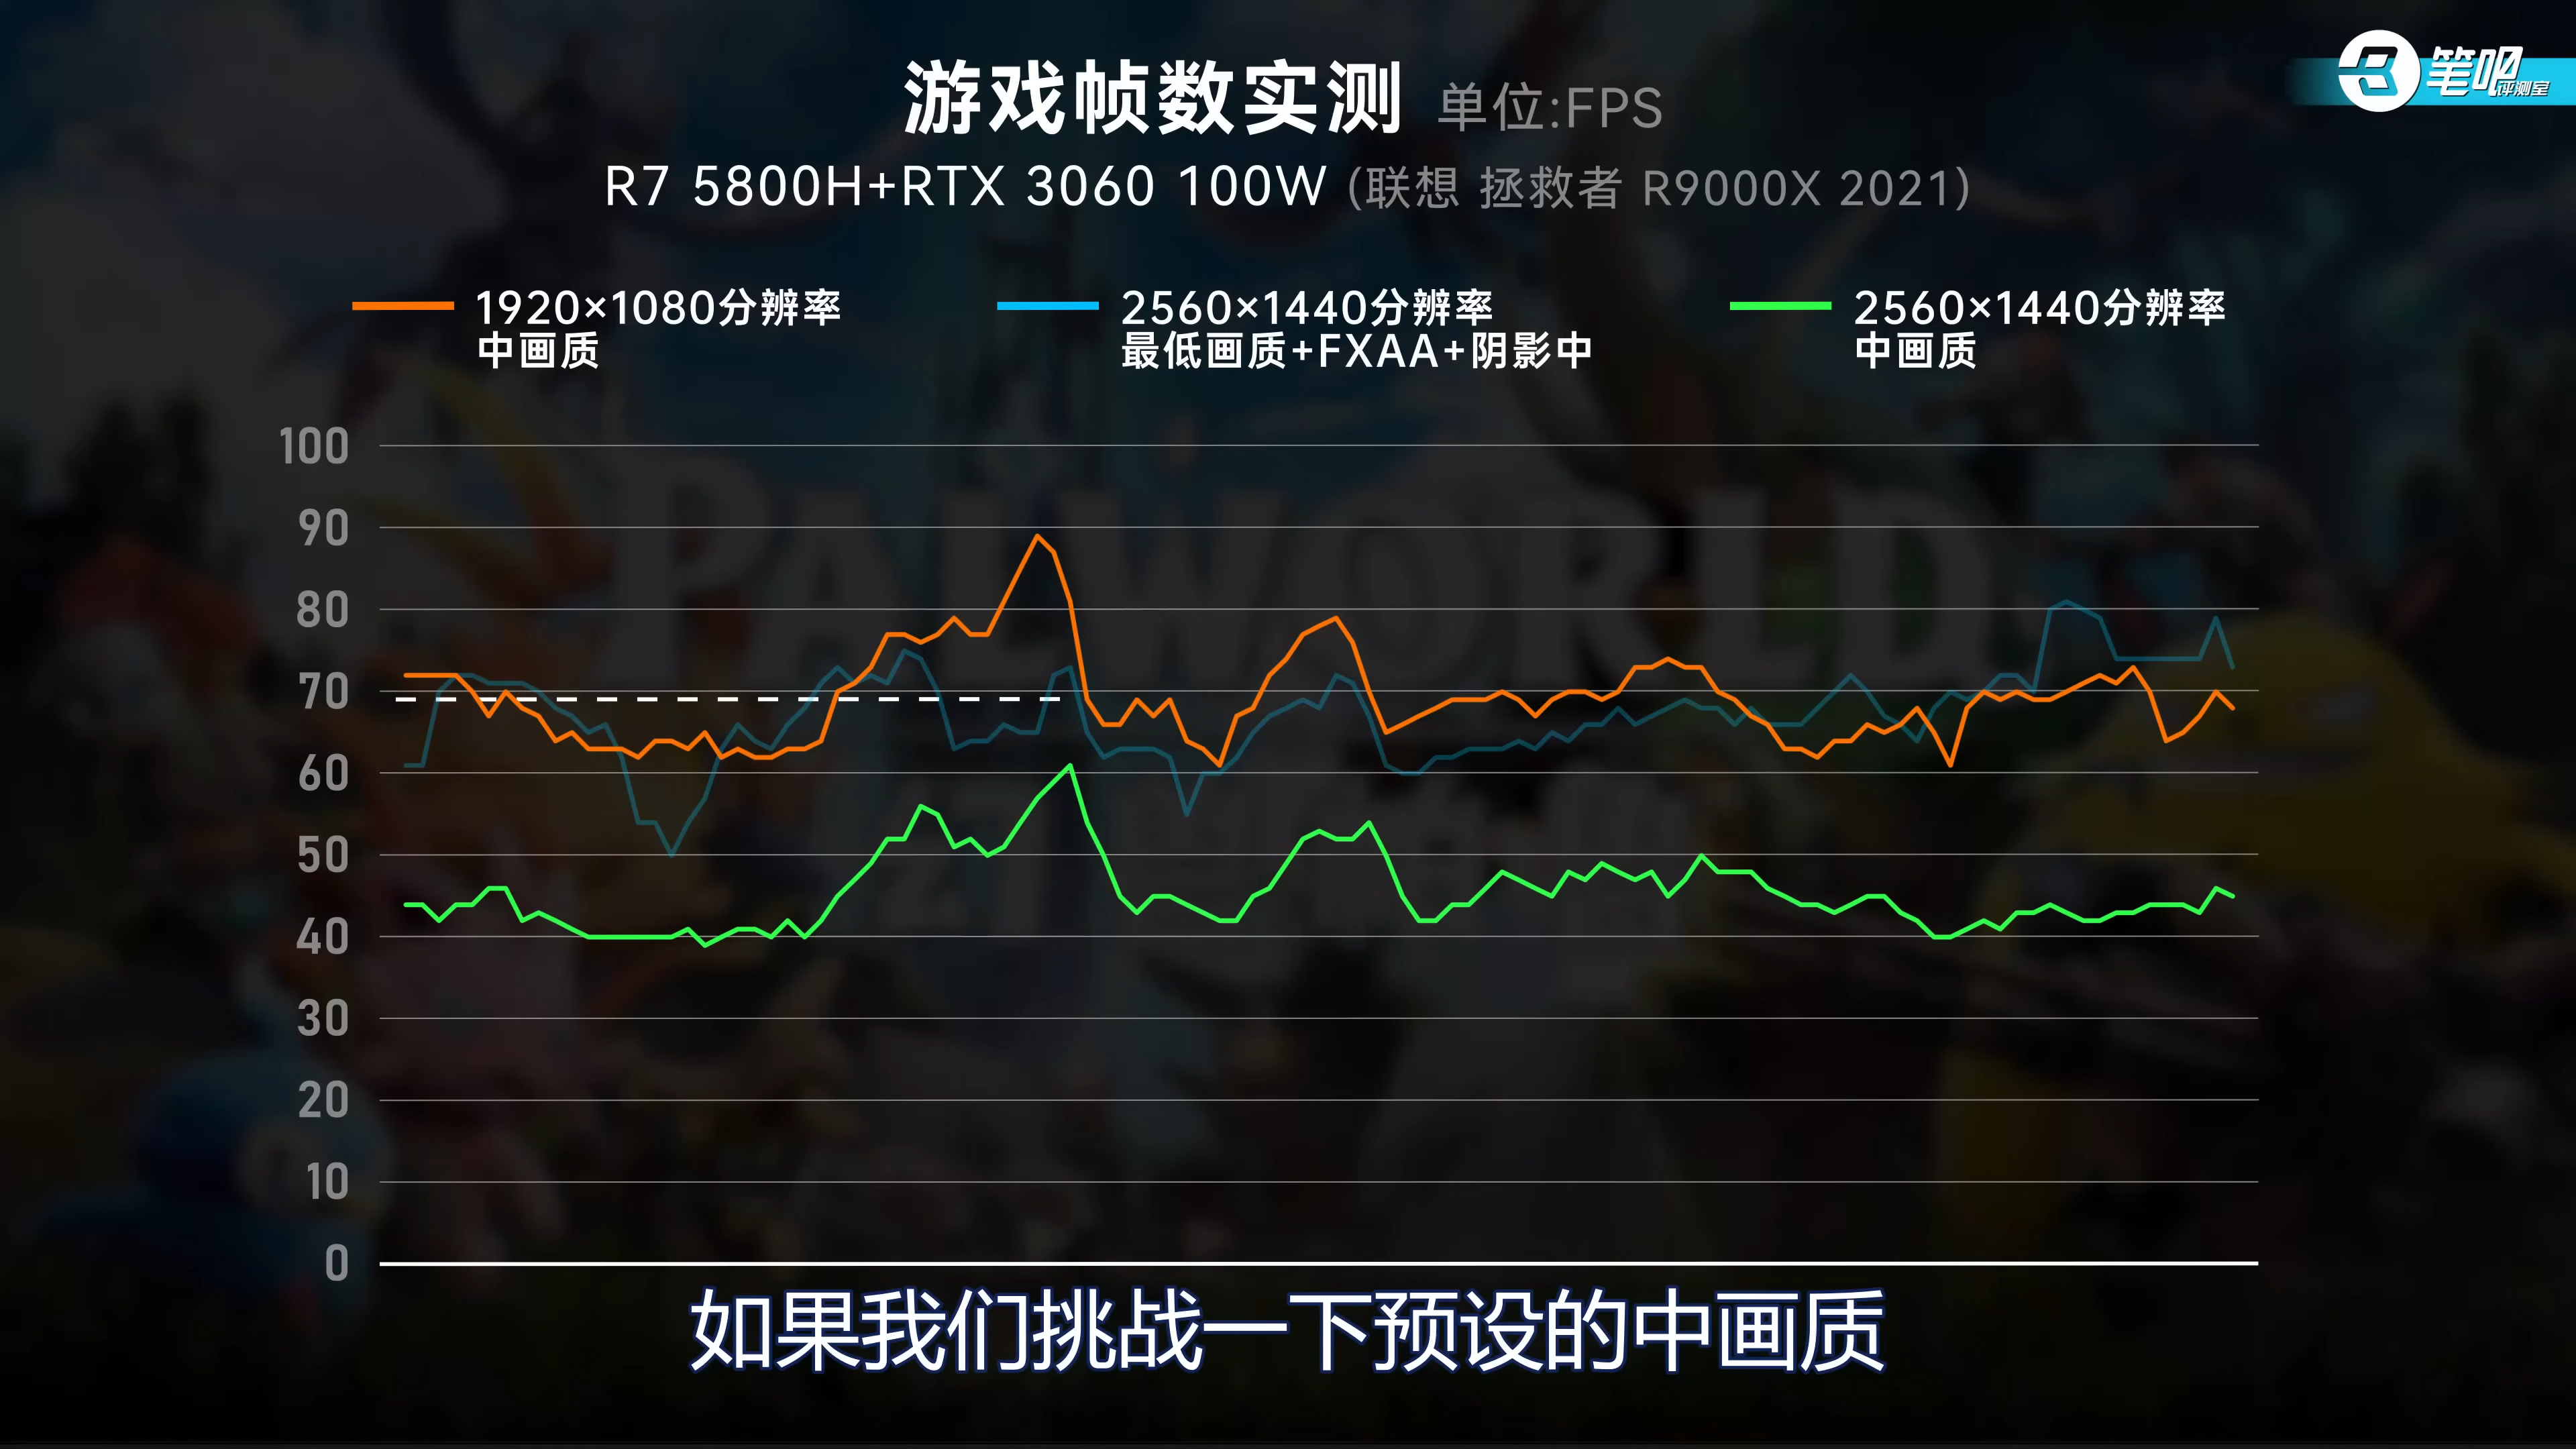 笔吧评测室
游戏帧数实测 单位:FPS
R7 5800H+RTX 3060 100W (联想 拯救者 R9000X 2021)
1920×1080分辨率
中画质
2560×1440分辨率
最低画质+FXAA+阴影中
2560×1440分辨率
中画质
100
90
80
70
60
50
40
30
20
10
0
PALWORLD
如果我们挑战一下预设的中画质